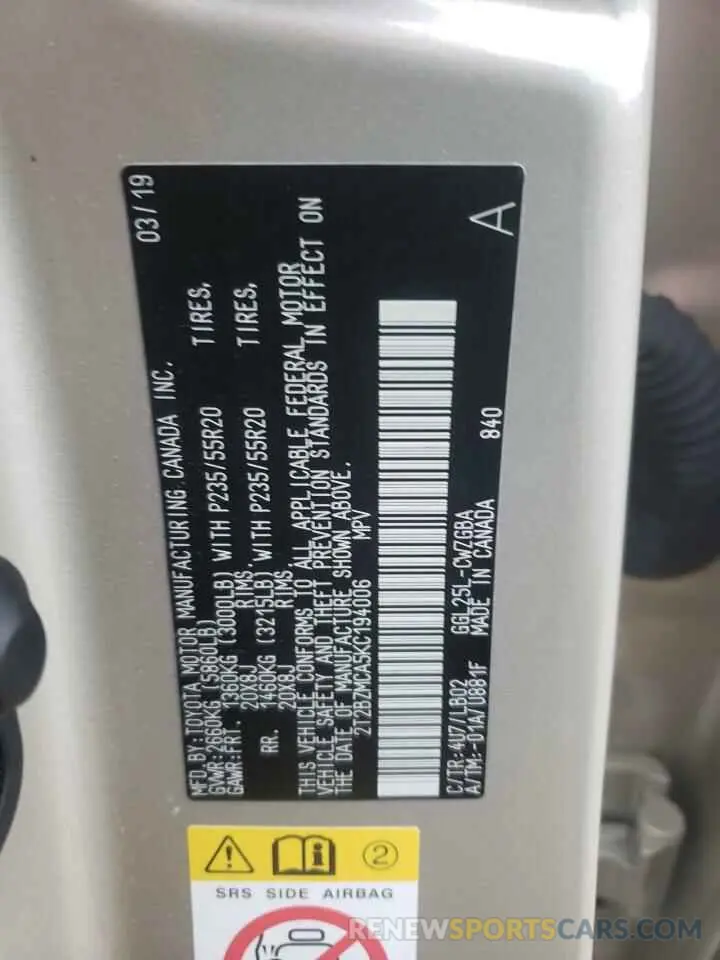 MFD.BY:TOYOTA MOTOR MANUFACTURING CANADA INC. 03/19
GVWR:2660KG (5860LB)
GAWR:FRT. 1360KG (3000LB) WITH P235/55R20 TIRES,
20X8J RIMS,
RR. 1460KG (3215LB) WITH P235/55R20 TIRES,
20X8J RIMS.
THIS VEHICLE CONFORMS TO ALL APPLICABLE FEDERAL MOTOR
VEHICLE SAFETY AND THEFT PREVENTION STANDARDS IN EFFECT ON
THE DATE OF MANUFACTURE SHOWN ABOVE.
2T2BZMCA5KC194006 MPV
C/TR:4U7/LB02 GGL25L-CWZGBA 840 A
A/TM:-01A/U881F MADE IN CANADA
2
SRS SIDE AIRBAG
RENEWSPORTSCARS.COM